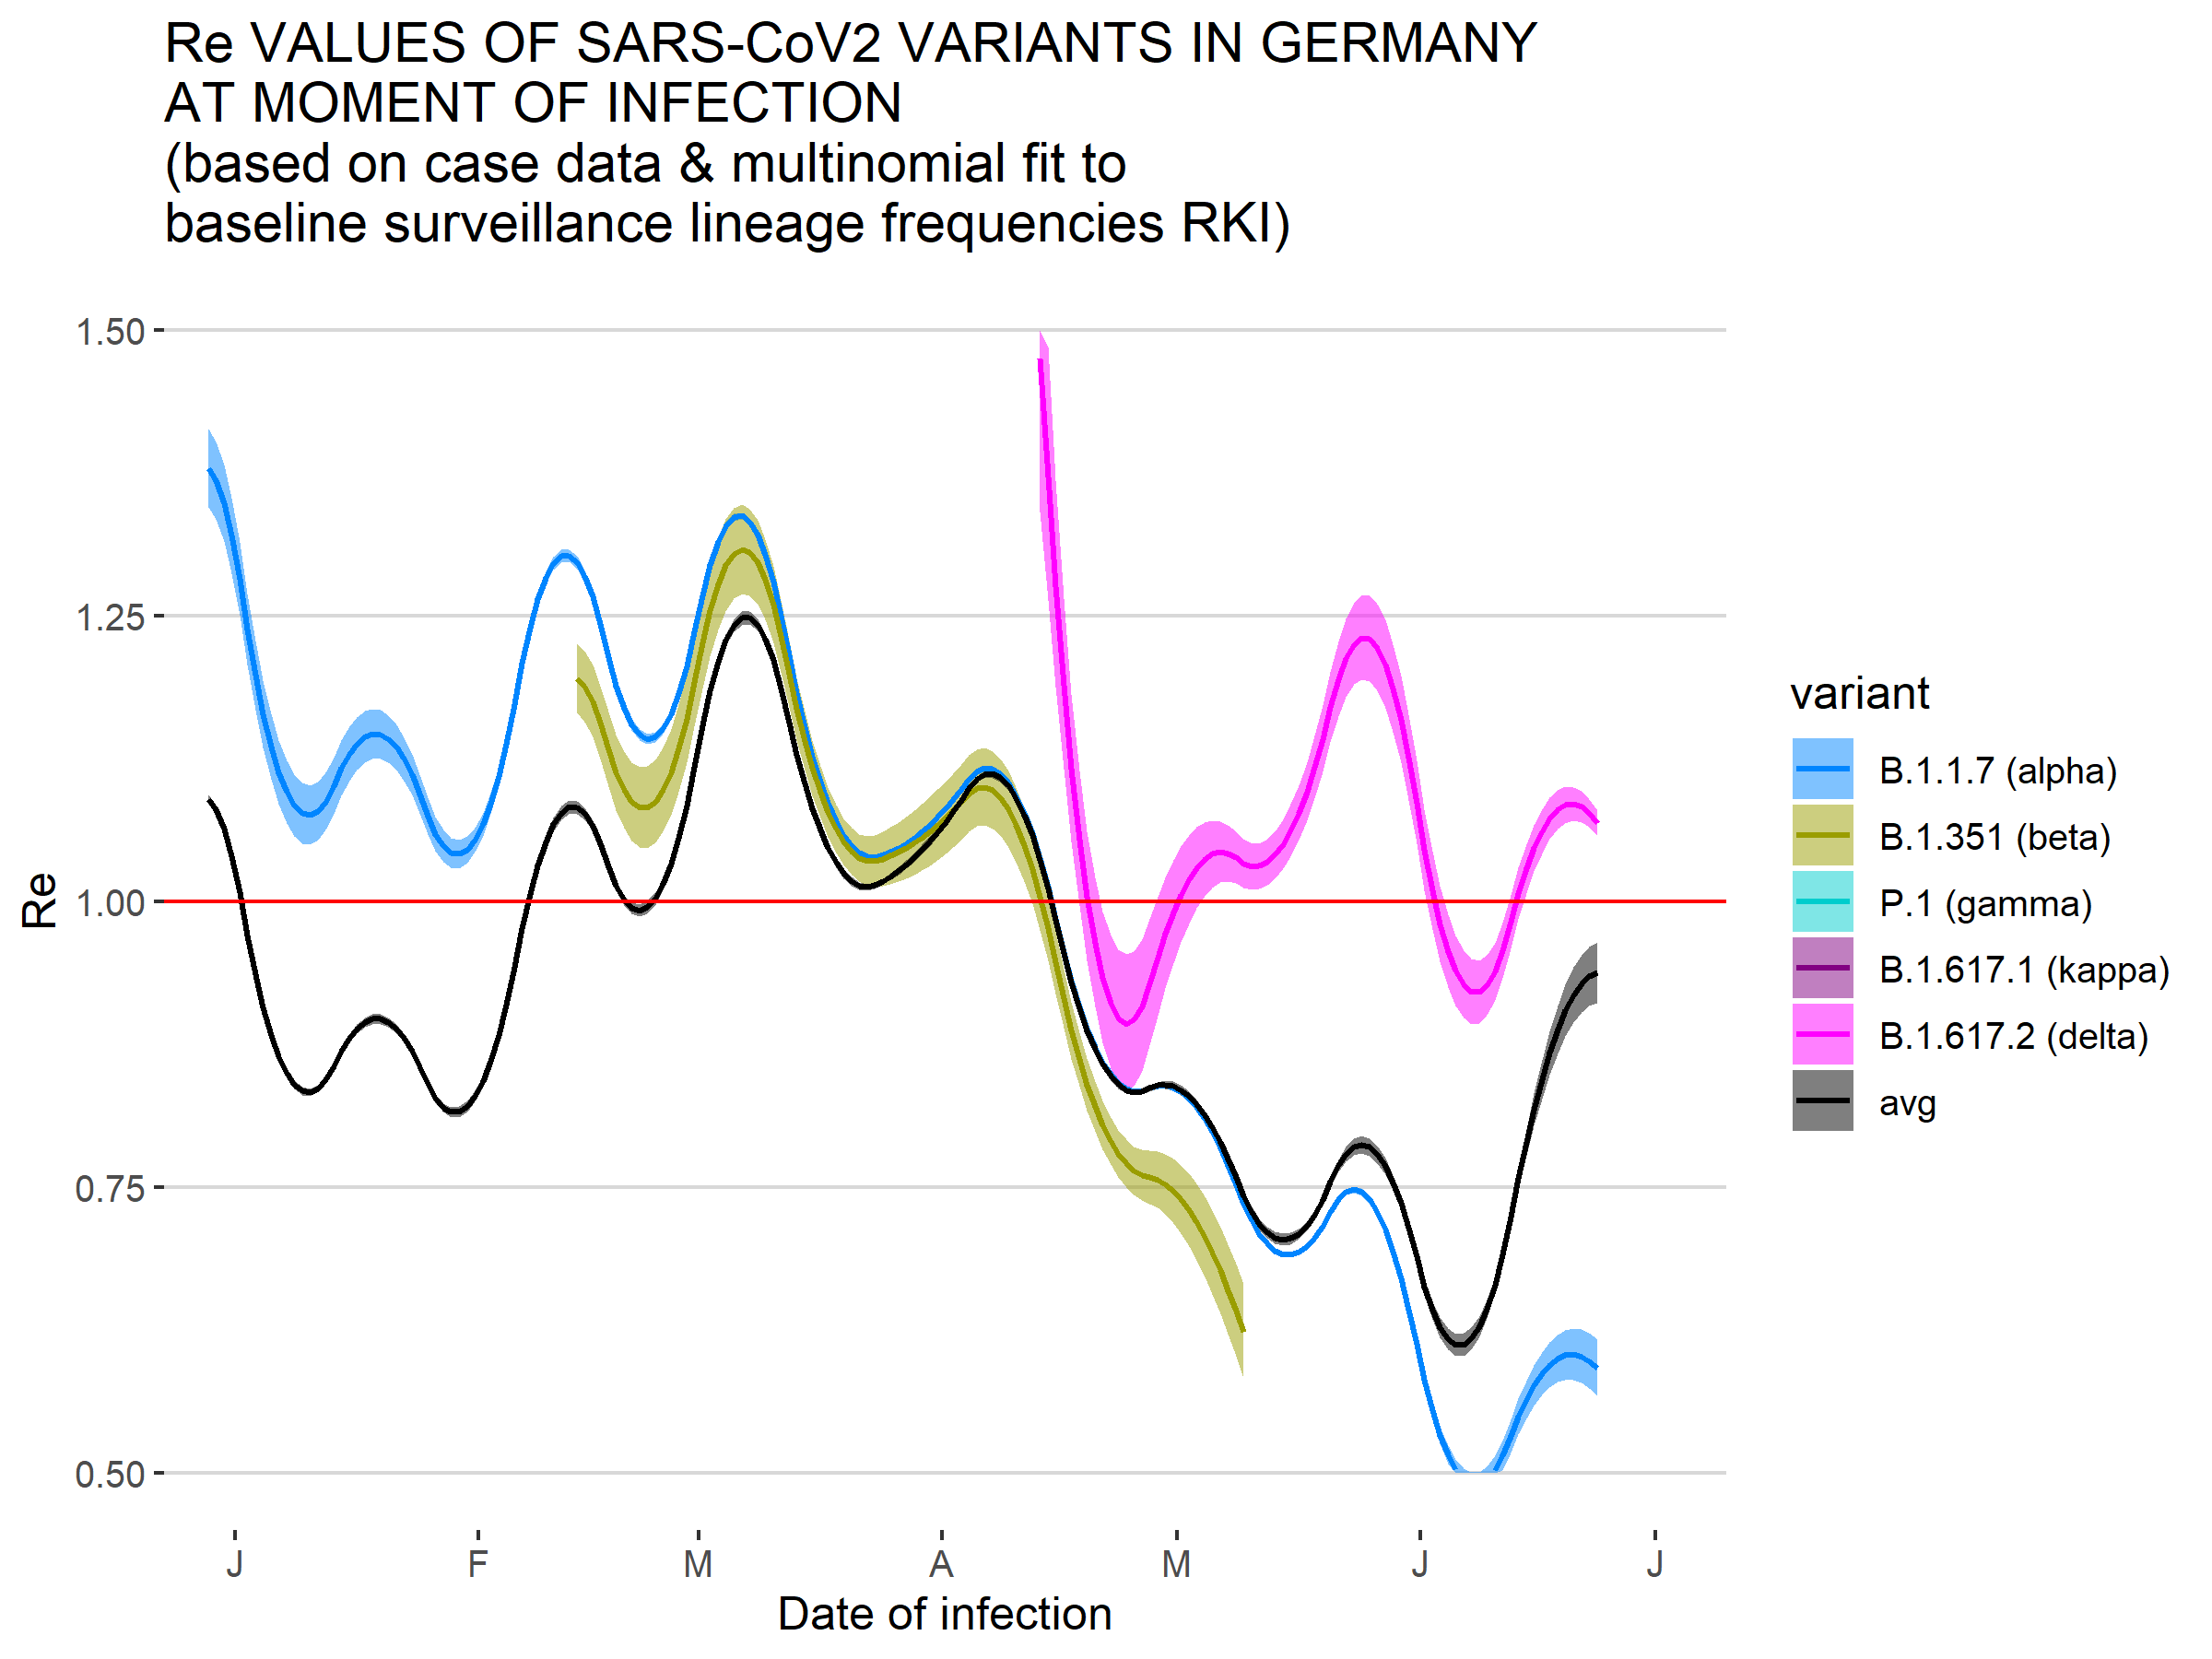 Re VALUES OF SARS-CoV2 VARIANTS IN GERMANY
AT MOMENT OF INFECTION
(based on case data & multinomial fit to
baseline surveillance lineage frequencies RKI)
1.50
1.25
1.00
0.75
0.50
Re
J F M A M J J
Date of infection
variant
B.1.1.7 (alpha)
B.1.351 (beta)
P.1 (gamma)
B.1.617.1 (kappa)
B.1.617.2 (delta)
avg